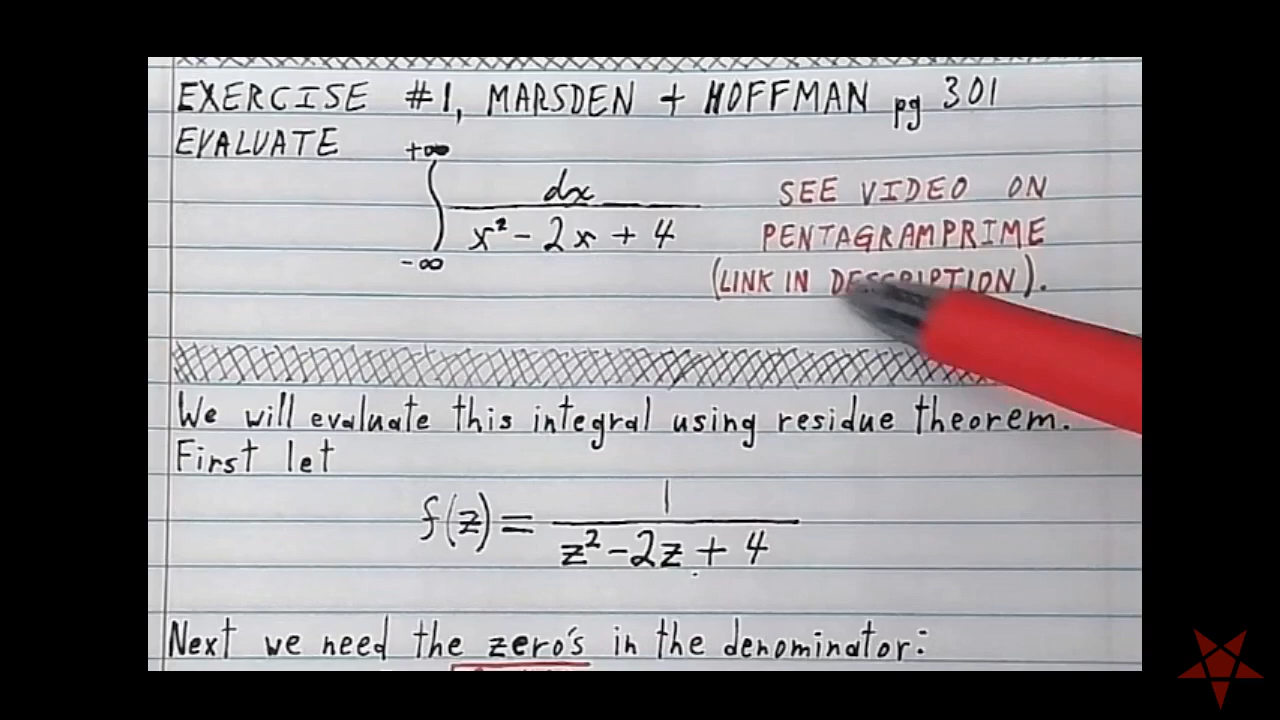 EXERCISE #1, MARSDEN + HOFFMAN pg 301
EVALUATE
+∞
∫ dx
x² - 2x + 4
-∞
SEE VIDEO ON
PENTAGRAMPRIME
(LINK IN DESCRIPTION).
We will evaluate this integral using residue theorem.
First let
f(z) = 1
z² - 2z + 4
Next we need the zero's in the denominator: